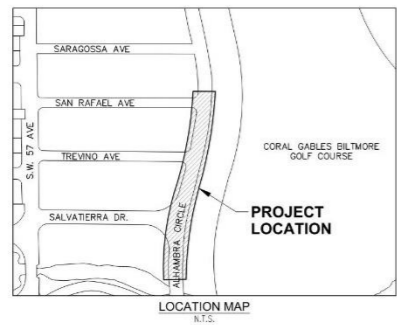 SARAGOSSA AVE
SAN RAFAEL AVE
S.W. 57 AVE
TREVINO AVE
CORAL GABLES BILTMORE
GOLF COURSE
SALVATIERRA DR.
ALHAMBRA CIRCLE
PROJECT
LOCATION
LOCATION MAP
N.T.S.